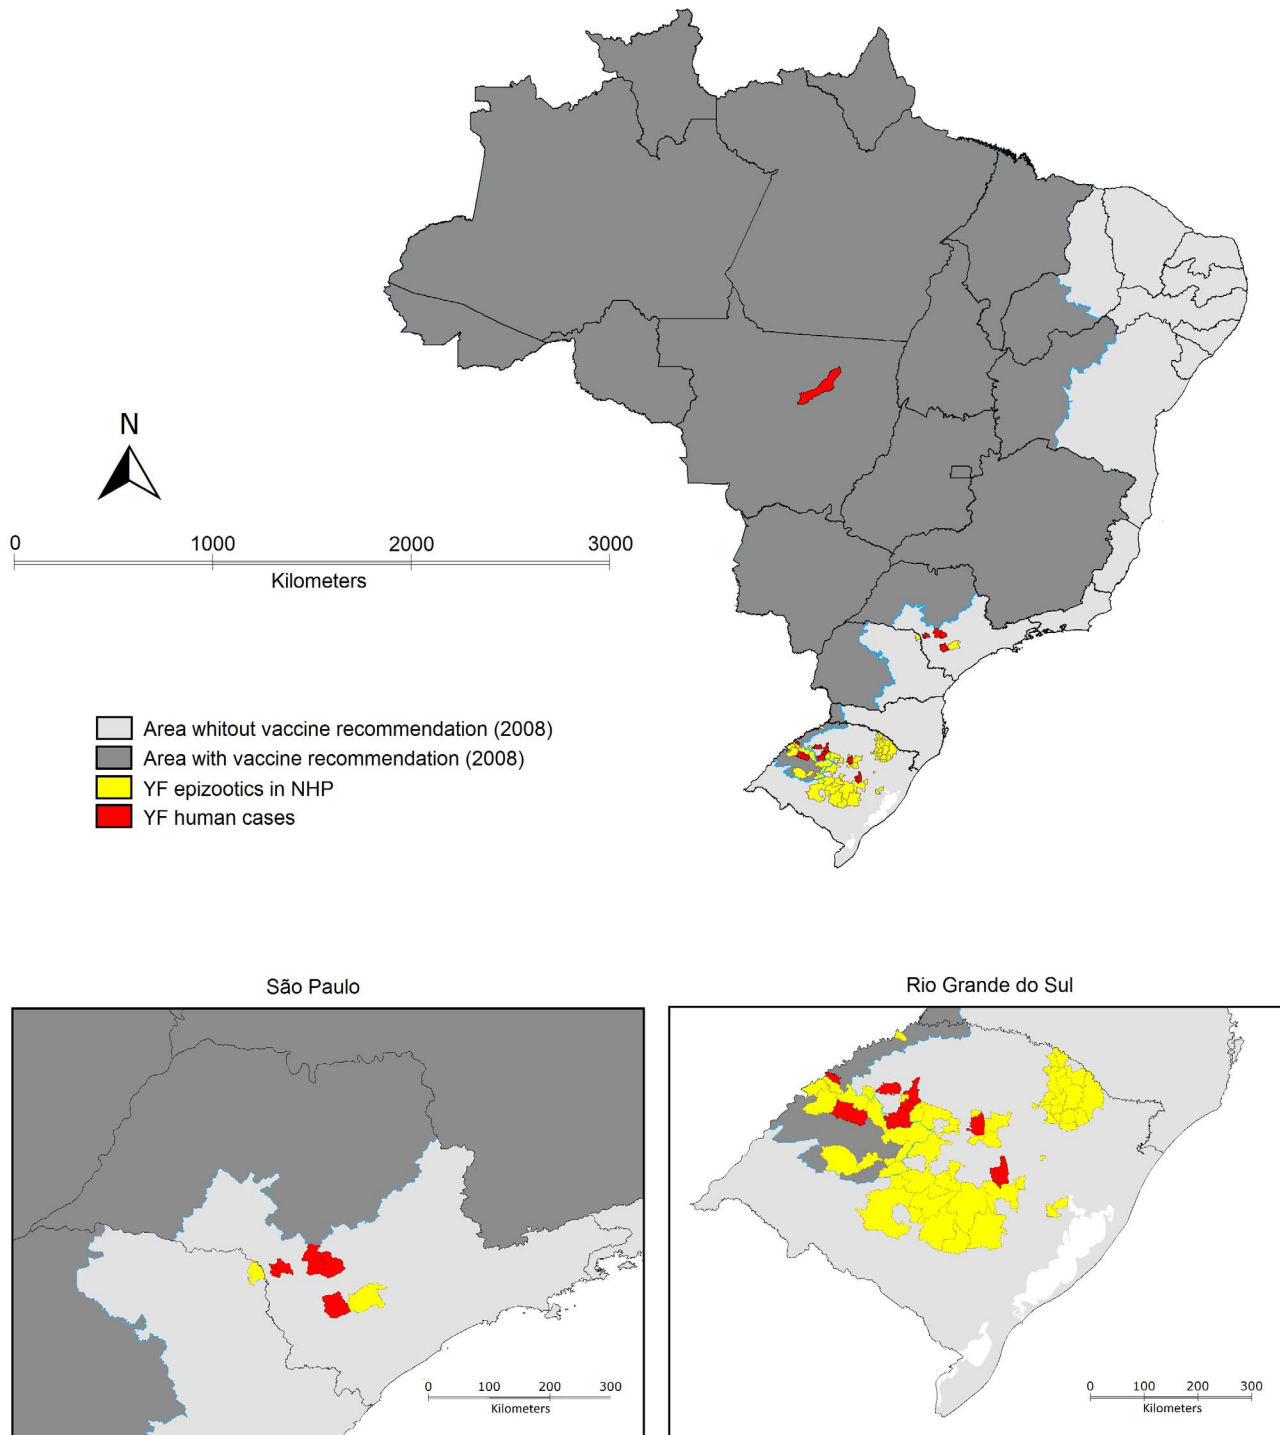 N
0 1000 2000 3000
Kilometers
Area whitout vaccine recommendation (2008)
Area with vaccine recommendation (2008)
YF epizootics in NHP
YF human cases
São Paulo
0 100 200 300
Kilometers
Rio Grande do Sul
0 100 200 300
Kilometers